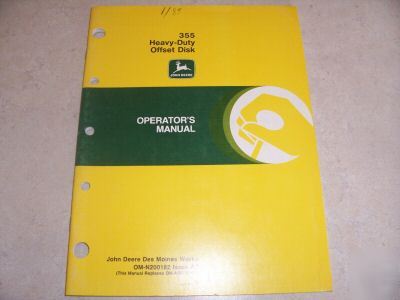 1/85
355
Heavy-Duty
Offset Disk
JOHN DEERE
OPERATOR'S
MANUAL
John Deere Des Moines Works
OM-N200182 Issue
(This Manual Replaces